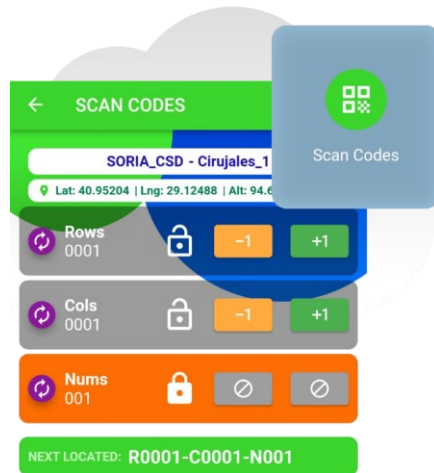 SCAN CODES
Scan Codes
SORIA_CSD - Cirujales_1
Lat: 40.95204 | Lng: 29.12488 | Alt: 94.6
Rows
0001
-1
+1
Cols
0001
-1
+1
Nums
001
NEXT LOCATED: R0001-C0001-N001